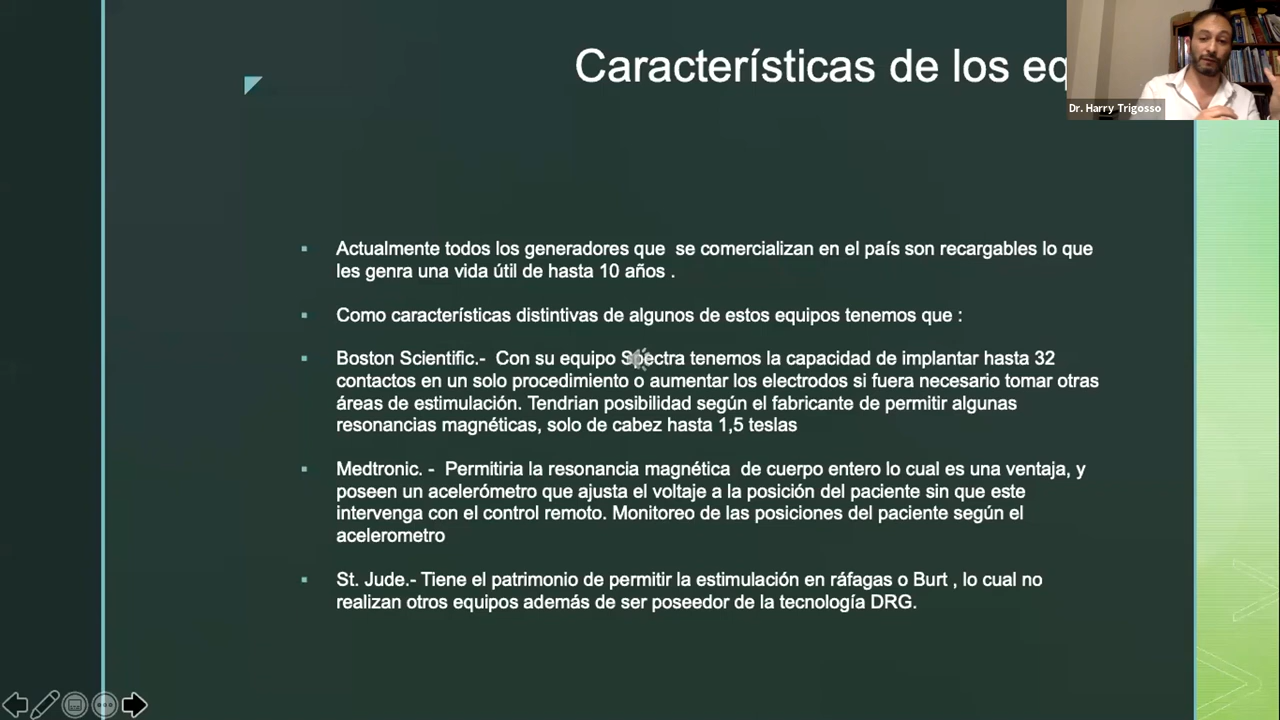 Características de los eq
Dr. Harry Trigosso
Actualmente todos los generadores que se comercializan en el país son recargables lo que
les genra una vida útil de hasta 10 años .
Como características distintivas de algunos de estos equipos tenemos que :
Boston Scientific.- Con su equipo Spectra tenemos la capacidad de implantar hasta 32
contactos en un solo procedimiento o aumentar los electrodos si fuera necesario tomar otras
áreas de estimulación. Tendrian posibilidad según el fabricante de permitir algunas
resonancias magnéticas, solo de cabez hasta 1,5 teslas
Medtronic. - Permitiria la resonancia magnética de cuerpo entero lo cual es una ventaja, y
poseen un acelerómetro que ajusta el voltaje a la posición del paciente sin que este
intervenga con el control remoto. Monitoreo de las posiciones del paciente según el
acelerometro
St. Jude.- Tiene el patrimonio de permitir la estimulación en ráfagas o Burt , lo cual no
realizan otros equipos además de ser poseedor de la tecnología DRG.